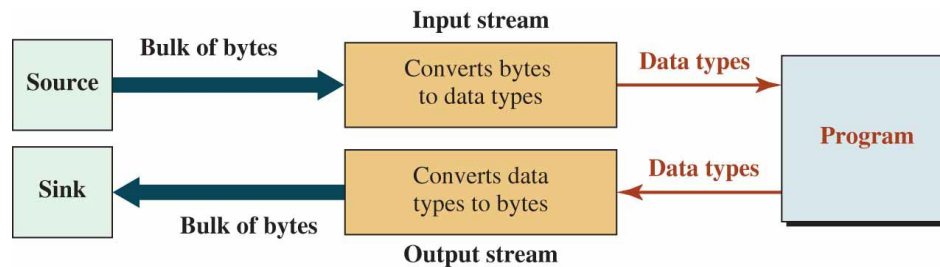 Input stream
Bulk of bytes
Source
Converts bytes
to data types
Data types
Program
Sink
Bulk of bytes
Converts data
types to bytes
Data types
Output stream